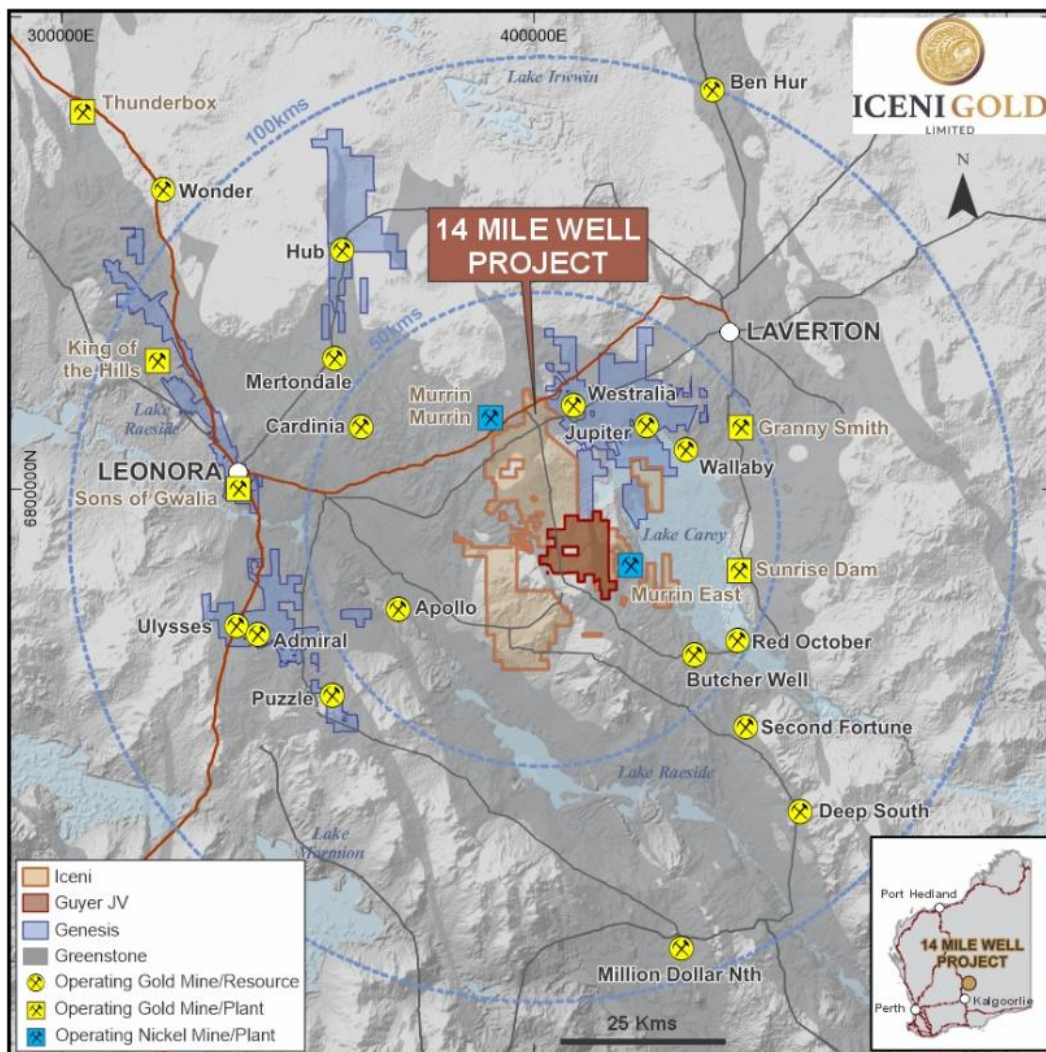 300000E
400000E
6800000N
ICENI GOLD
LIMITED
N
Lake Irwwin
Ben Hur
100kms
Thunderbox
Wonder
14 MILE WELL
PROJECT
Hub
50kms
LAVERTON
King of
the Hills
Mertondale
Murrin
Murrin
Westralia
Lake
Raeside
Cardinia
Jupiter
Granny Smith
Wallaby
LEONORA
Sons of Gwalia
Lake Carey
Sunrise Dam
Murrin East
Apollo
Ulysses
Admiral
Red October
Butcher Well
Puzzle
Second Fortune
Lake Raeside
Deep South
Lake
Marmion
Million Dollar Nth
25 Kms
Iceni
Guyer JV
Genesis
Greenstone
Operating Gold Mine/Resource
Operating Gold Mine/Plant
Operating Nickel Mine/Plant
Port Hedland
14 MILE WELL
PROJECT
Perth
Kalgoorlie